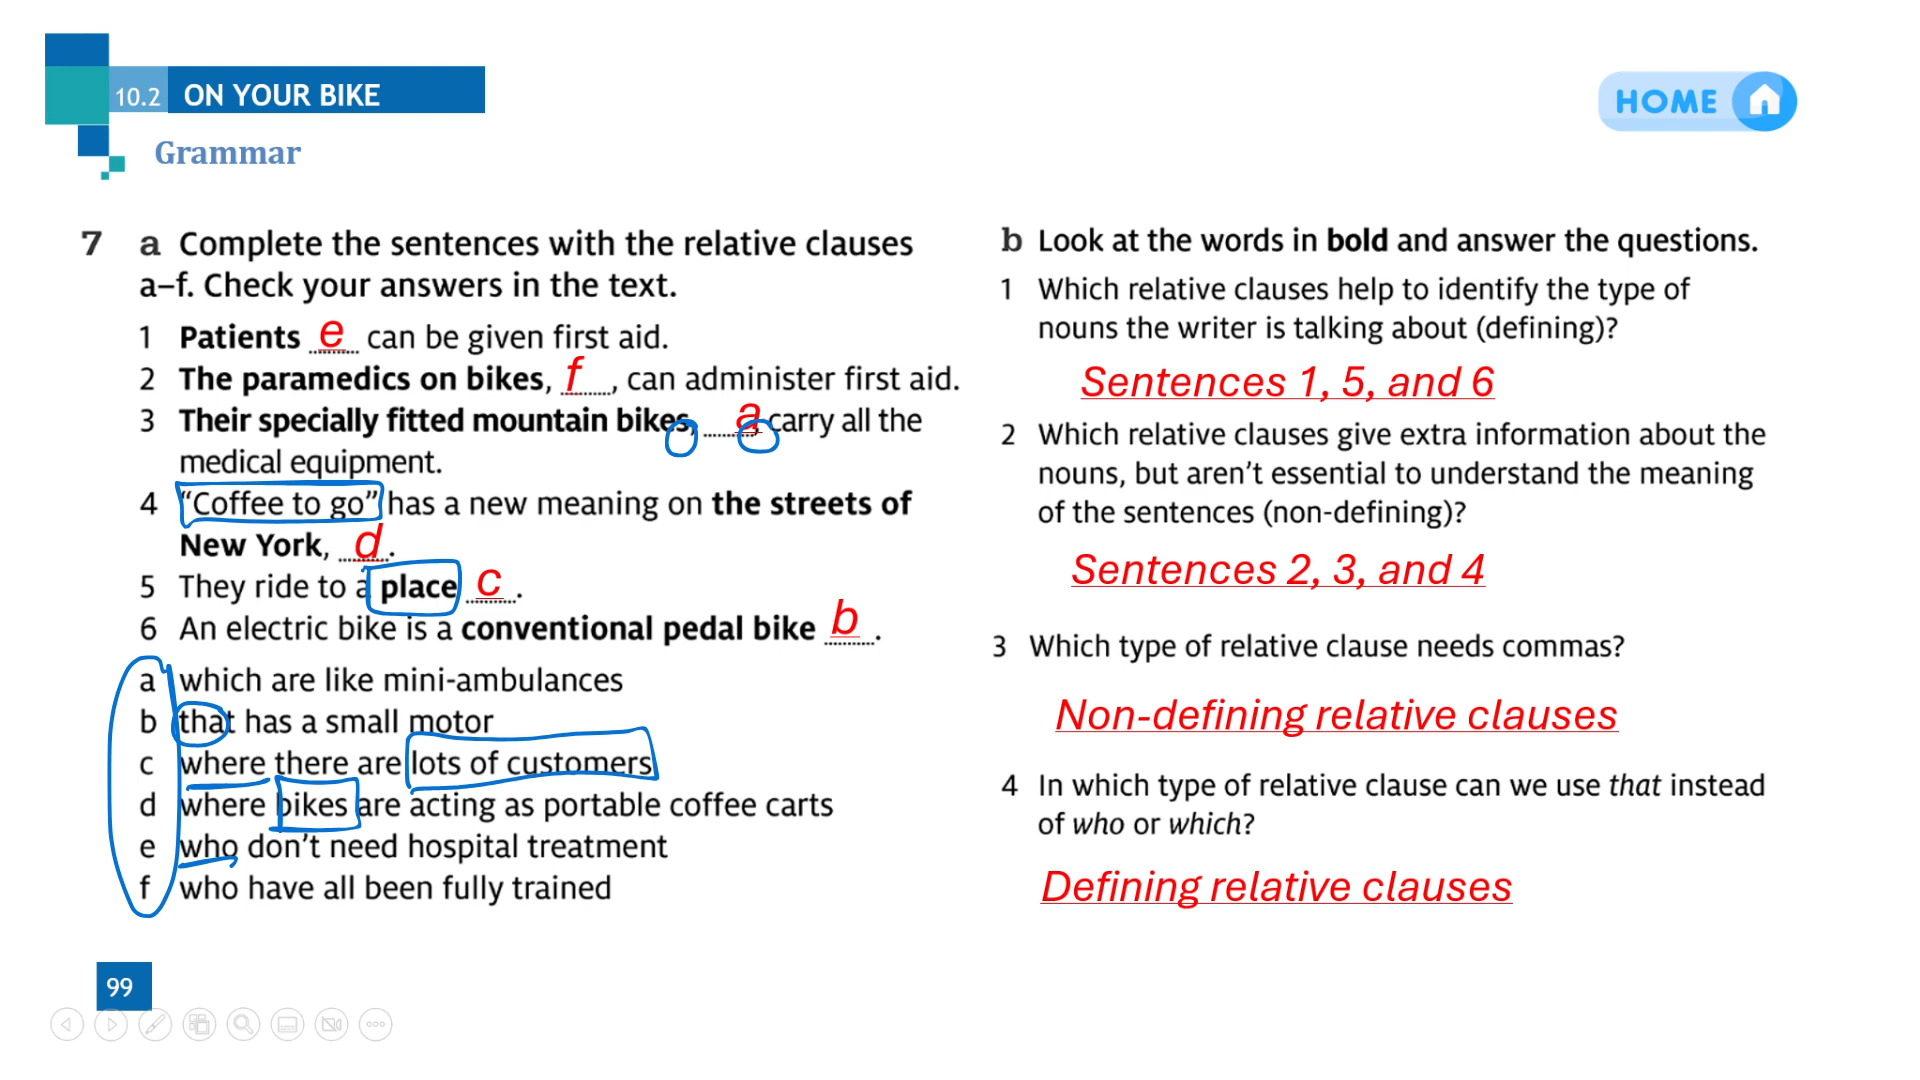 10.2 ON YOUR BIKE
HOME
Grammar
7 a Complete the sentences with the relative clauses
a–f. Check your answers in the text.
1 Patients e can be given first aid.
2 The paramedics on bikes, f, can administer first aid.
3 Their specially fitted mountain bikes, a, carry all the
medical equipment.
4 “Coffee to go” has a new meaning on the streets of
New York, d.
5 They ride to a place c.
6 An electric bike is a conventional pedal bike b.
a which are like mini-ambulances
b that has a small motor
c where there are lots of customers
d where bikes are acting as portable coffee carts
e who don’t need hospital treatment
f who have all been fully trained
b Look at the words in bold and answer the questions.
1 Which relative clauses help to identify the type of
nouns the writer is talking about (defining)?
Sentences 1, 5, and 6
2 Which relative clauses give extra information about the
nouns, but aren’t essential to understand the meaning
of the sentences (non-defining)?
Sentences 2, 3, and 4
3 Which type of relative clause needs commas?
Non-defining relative clauses
4 In which type of relative clause can we use that instead
of who or which?
Defining relative clauses
99